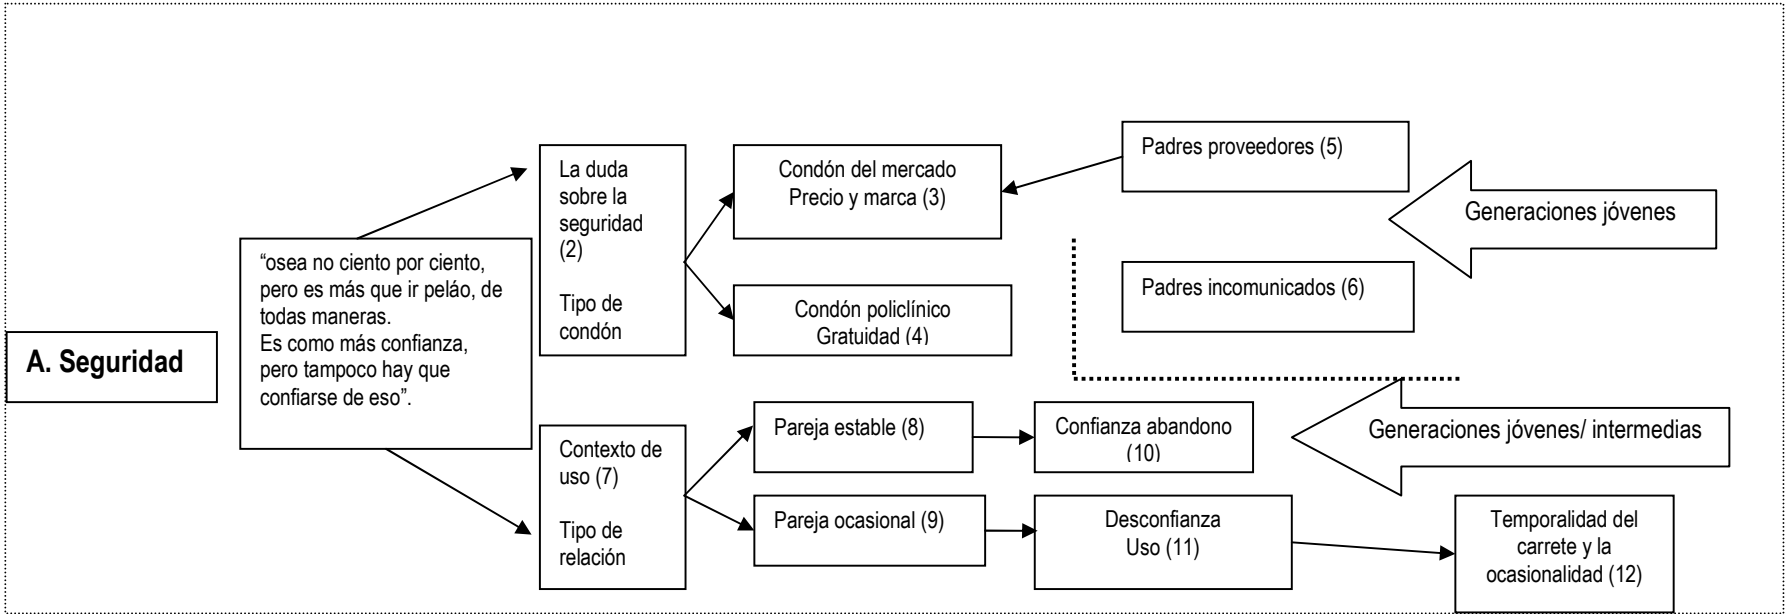 A. Seguridad
“osea no ciento por ciento,
pero es más que ir peláo, de
todas maneras.
Es como más confianza,
pero tampoco hay que
confiarse de eso”.
La duda
sobre la
seguridad
(2)
Tipo de
condón
Condón del mercado
Precio y marca (3)
Condón policlínico
Gratuidad (4)
Padres proveedores (5)
Padres incomunicados (6)
Generaciones jóvenes
Contexto de
uso (7)
Tipo de
relación
Pareja estable (8)
Pareja ocasional (9)
Confianza abandono
(10)
Desconfianza
Uso (11)
Generaciones jóvenes/ intermedias
Temporalidad del
carrete y la
ocasionalidad (12)